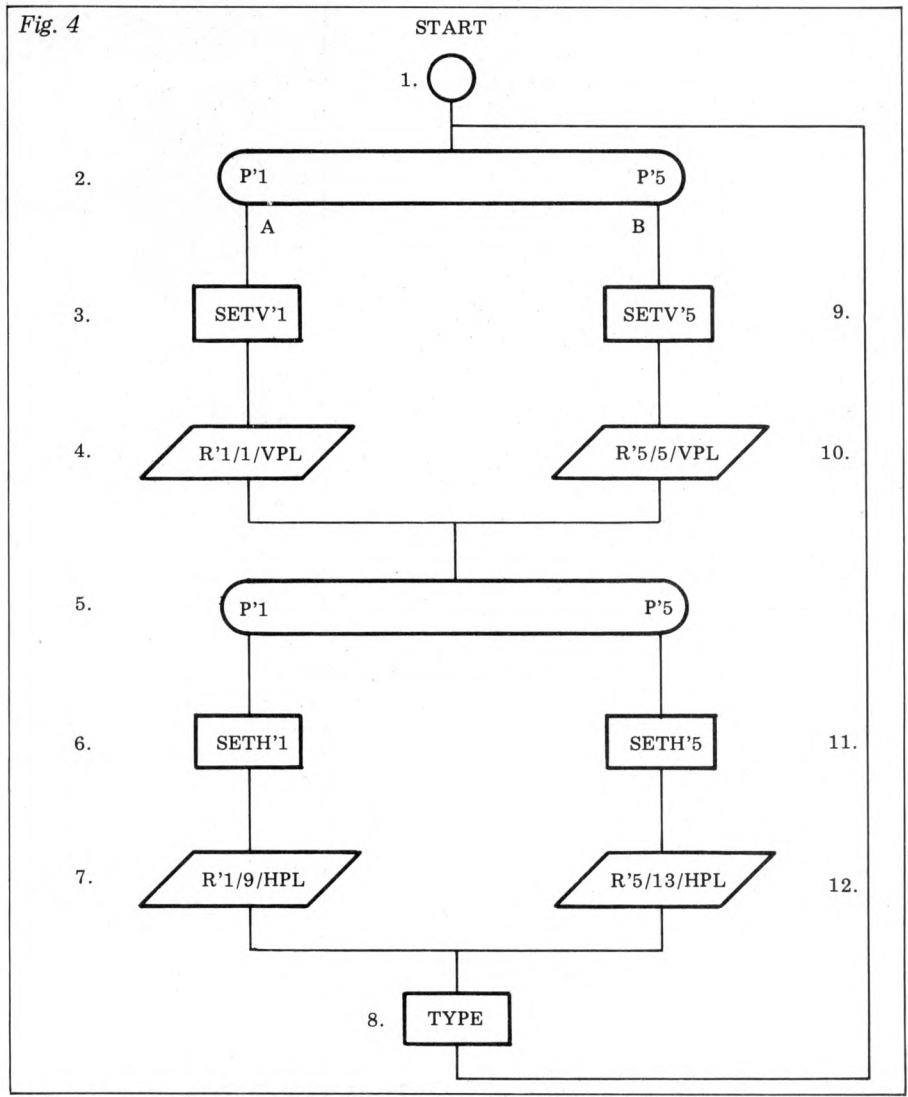 Fig. 4
START
1.
2.
P'1
P'5
A
B
3.
SETV'1
SETV'5
9.
4.
R'1/1/VPL
R'5/5/VPL
10.
5.
P'1
P'5
6.
SETH'1
SETH'5
11.
7.
R'1/9/HPL
R'5/13/HPL
12.
8.
TYPE